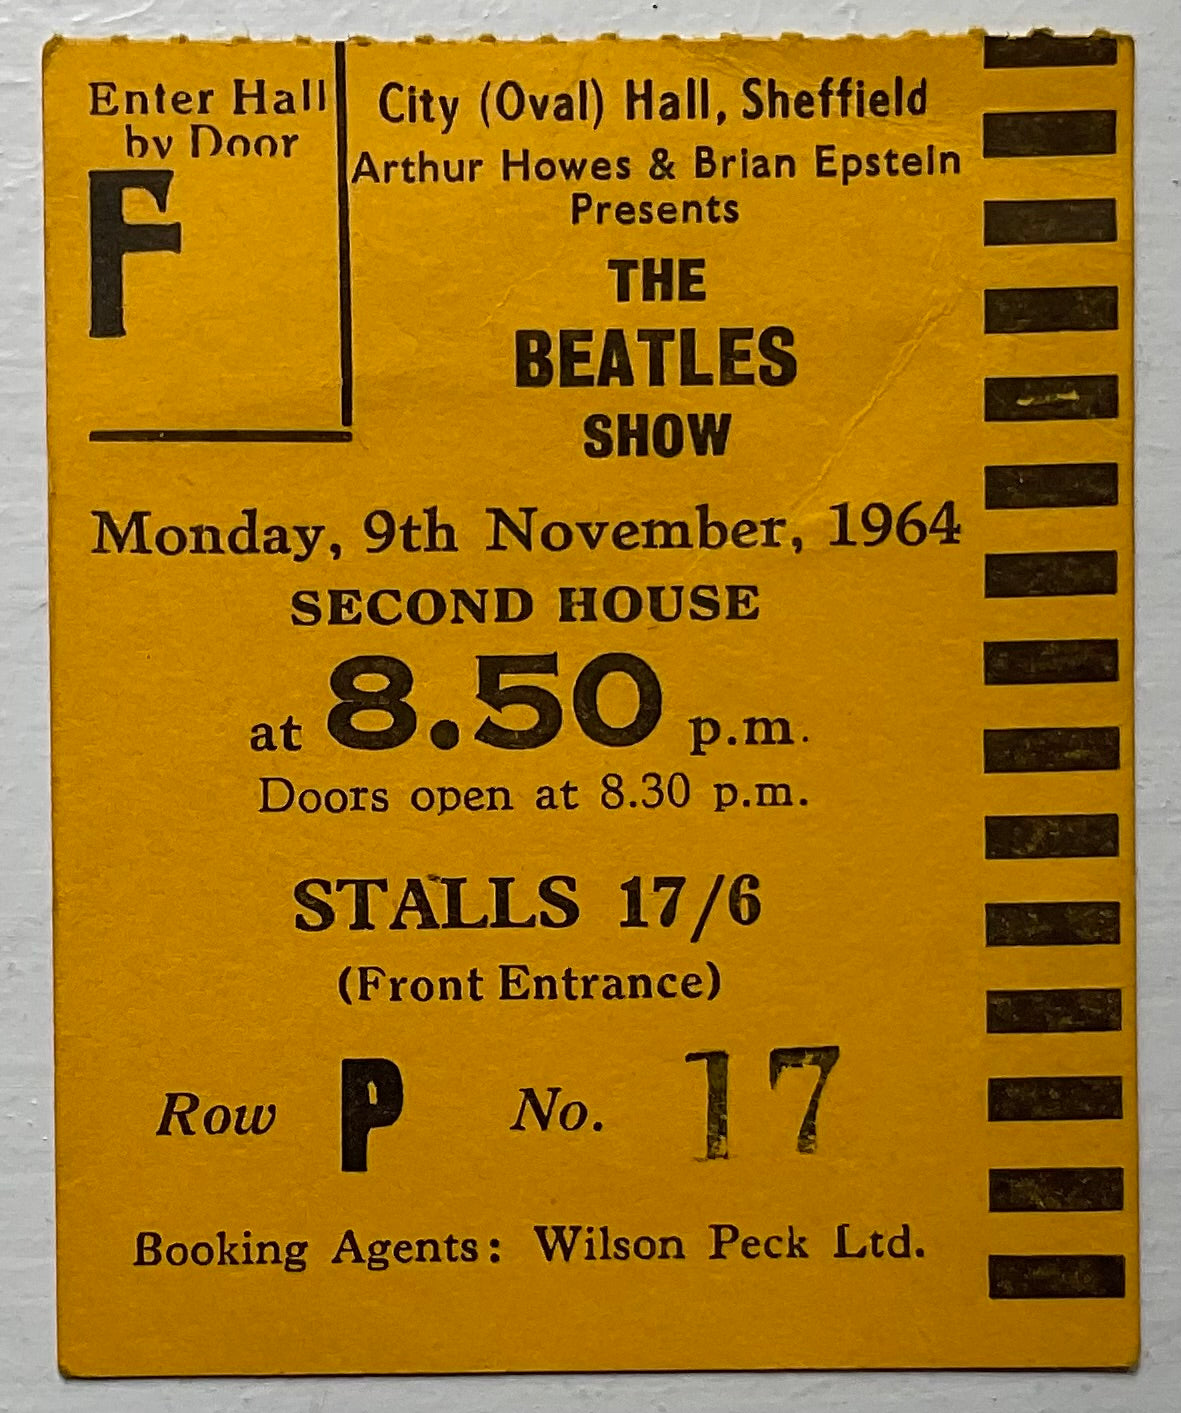 Enter Hall
by Door
F
City (Oval) Hall, Sheffield
Arthur Howes & Brian Epstein
Presents
THE
BEATLES
SHOW
Monday, 9th November, 1964
SECOND HOUSE
at 8.50 p.m.
Doors open at 8.30 p.m.
STALLS 17/6
(Front Entrance)
Row P No. 17
Booking Agents: Wilson Peck Ltd.